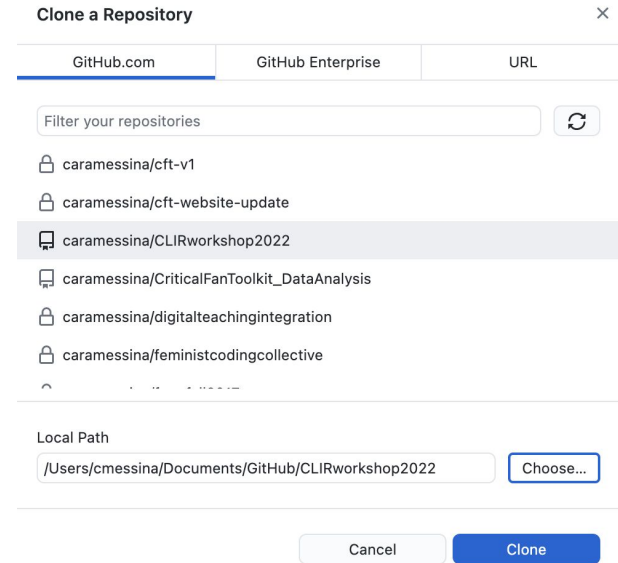 Clone a Repository
GitHub.com
GitHub Enterprise
URL
Filter your repositories
caramessina/cft-v1
caramessina/cft-website-update
caramessina/CLIRworkshop2022
caramessina/CriticalFanToolkit_DataAnalysis
caramessina/digitalteachingintegration
caramessina/feministcodingcollective
Local Path
/Users/cmessina/Documents/GitHub/CLIRworkshop2022
Choose...
Cancel
Clone